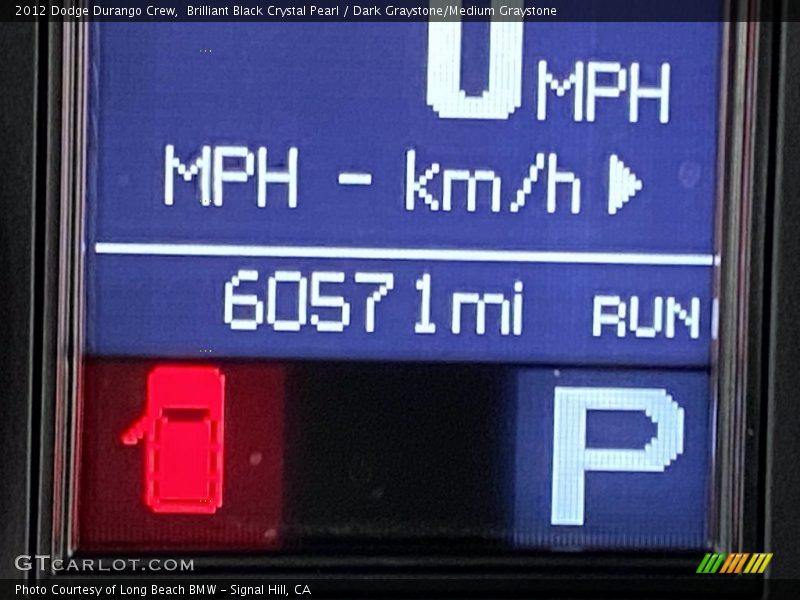 2012 Dodge Durango Crew,  Brilliant Black Crystal Pearl / Dark Graystone/Medium Graystone
0 MPH
MPH - km/h
60571mi RUN
P
GTCARLOT.COM
Photo Courtesy of Long Beach BMW - Signal Hill, CA